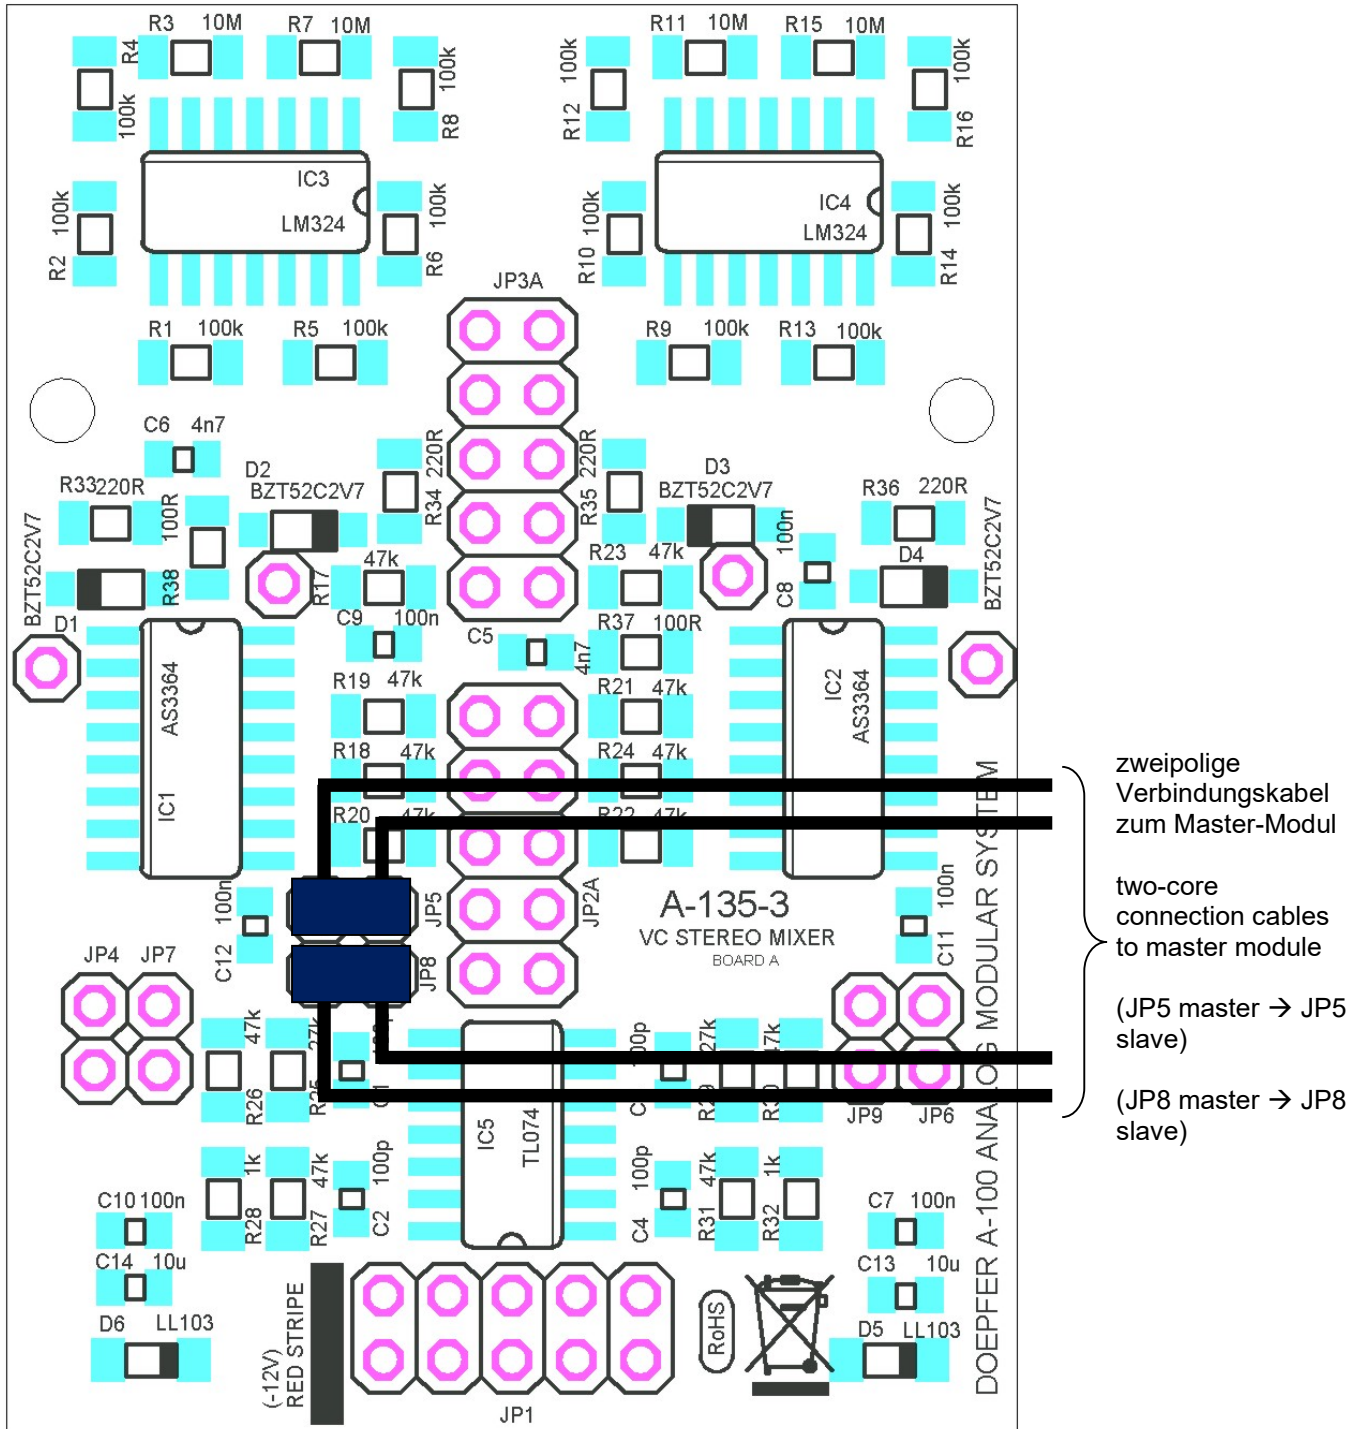 R3 10M R7 10M R11 10M R15 10M
R4 100k
100k R8
100k R12
100k R16
IC3
LM324
IC4
LM324
100k R2
100k R6
100k R10
100k R14
JP3A
R1 100k R5 100k R9 100k R13 100k
C6 4n7
R33 220R
100R R38
D2
BZT52C2V7
220R R34
220R R35
D3
BZT52C2V7
100n C8
R36 220R
D4
BZT52C2V7
BZT52C2V7
D1
R17 47k
R23 47k
C9 100n
C5 4n7
R37 100R
IC1 AS3364
IC2 AS3364
R19 47k
R21 47k
R18 47k
R24 47k
R20 47k
R22 47k
JP5
JP8
JP2A
100n C12
100n C11
A-135-3
VC STEREO MIXER
BOARD A
DOEPFER A-100 ANALOG MODULAR SYSTEM
JP4 JP7
JP9 JP6
47k R26
27k
100p
27k R29
47k
IC5 TL074
1k R28
47k R27
100p C2
100p C4
47k R31
1k R32
C10 100n
C14 10u
D6 LL103
C7 100n
C13 10u
D5 LL103
(-12V)
RED STRIPE
JP1
RoHS
zweipolige
Verbindungskabel
zum Master-Modul
two-core
connection cables
to master module
(JP5 master → JP5
slave)
(JP8 master → JP8
slave)